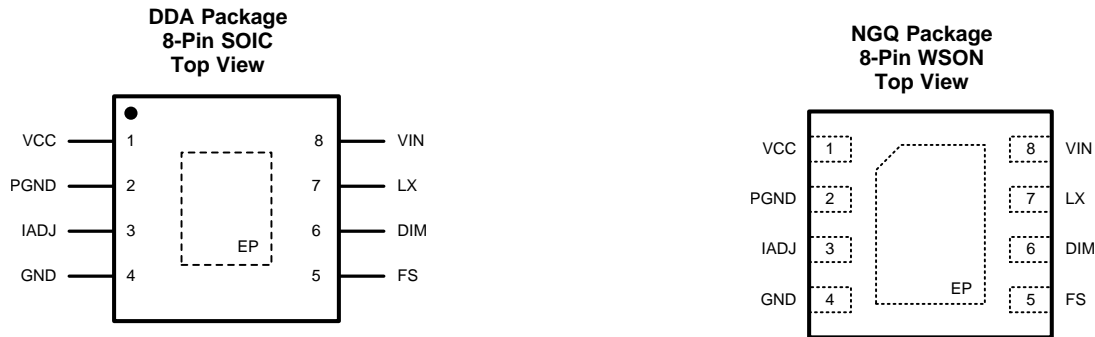 DDA Package
8-Pin SOIC
Top View
VCC 1 8 VIN
PGND 2 7 LX
IADJ 3 6 DIM
GND 4 EP 5 FS
NGQ Package
8-Pin WSON
Top View
VCC 1 8 VIN
PGND 2 7 LX
IADJ 3 6 DIM
GND 4 EP 5 FS